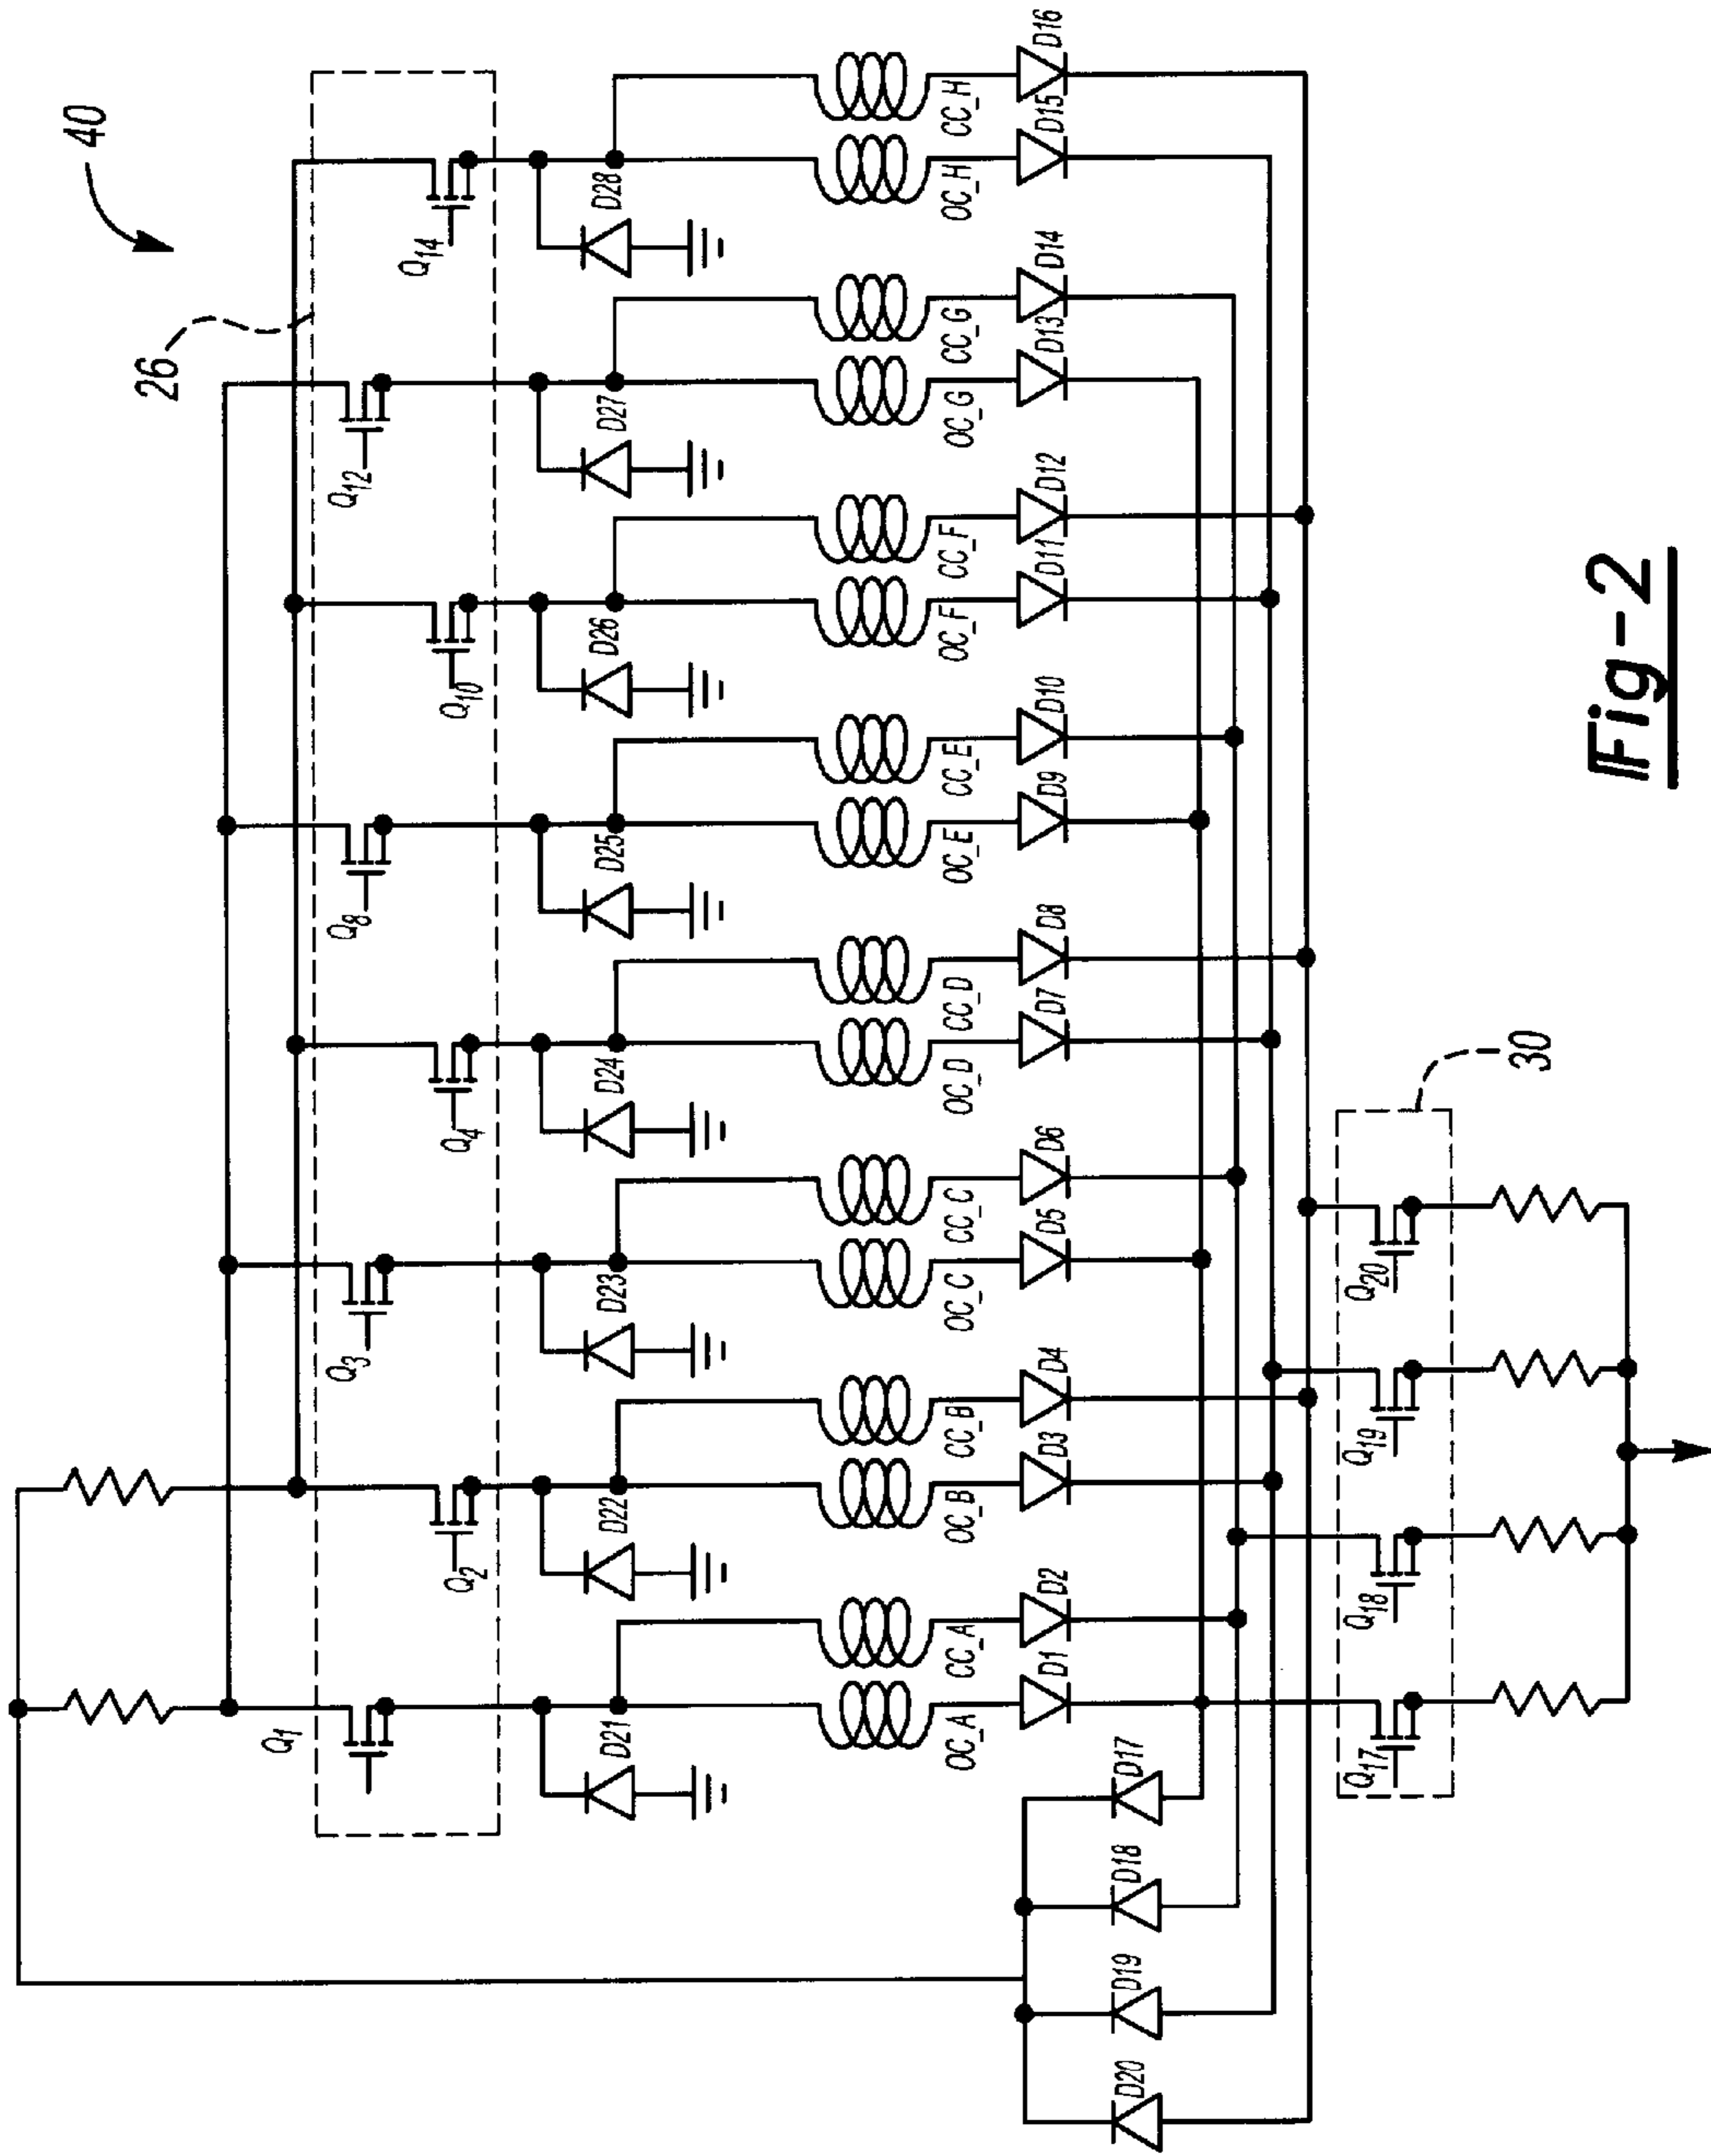 40
26
Q1
Q2
Q3
Q4
Q8
Q10
Q12
Q14
D21
D22
D23
D24
D25
D26
D27
D28
OC_A
CC_A
OC_B
CC_B
OC_C
CC_C
OC_D
CC_D
OC_E
CC_E
OC_F
CC_F
OC_G
CC_G
OC_H
CC_H
D1
D2
D3
D4
D5
D6
D7
D8
D9
D10
D11
D12
D13
D14
D15
D16
D20
D19
D18
D17
Q17
Q18
Q19
Q20
30
Fig-2